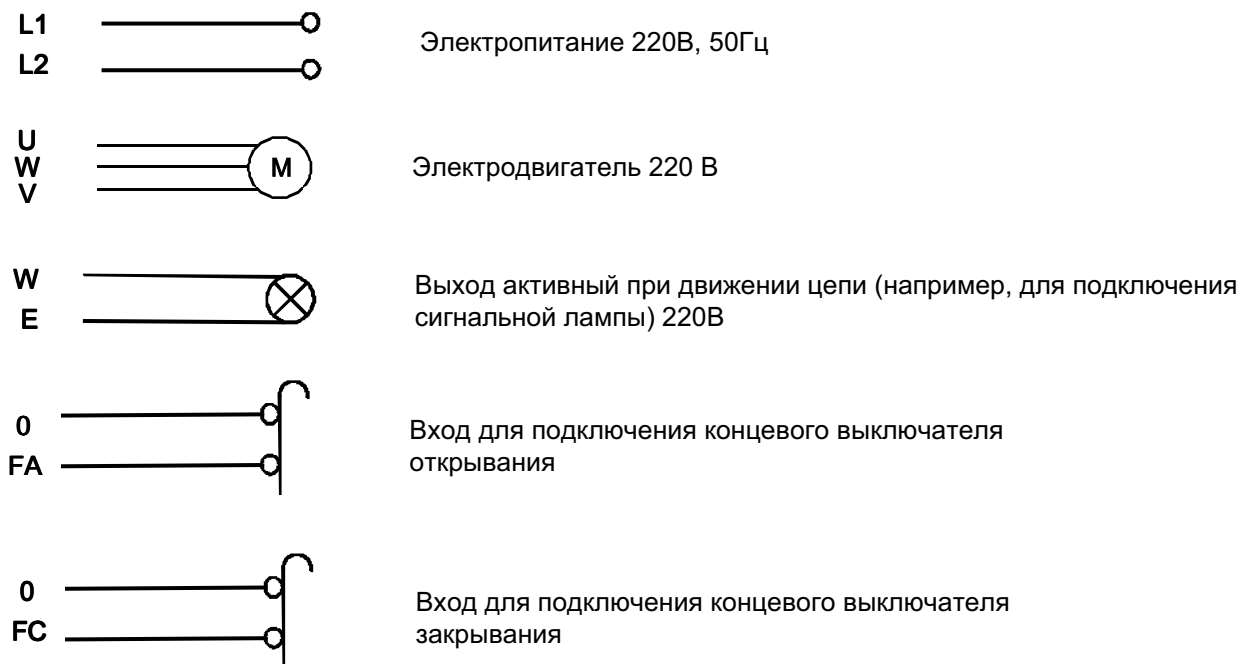 L1
Электропитание 220В, 50Гц
L2
U
W
M
Электродвигатель 220 В
V
W
Выход активный при движении цепи (например, для подключения
сигнальной лампы) 220В
E
0
Вход для подключения концевого выключателя
открывания
FA
0
Вход для подключения концевого выключателя
закрывания
FC